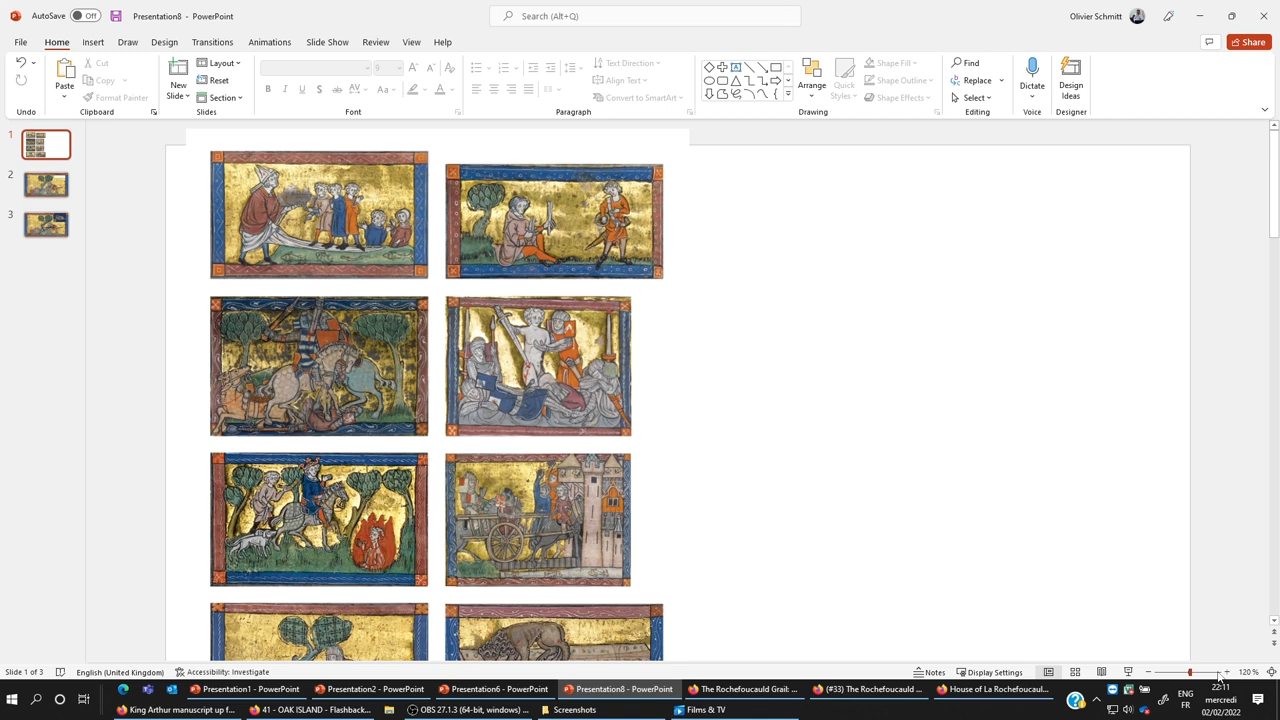 AutoSave Off Presentation8 - PowerPoint Search (Alt+Q) Olivier Schmitt
File Home Insert Draw Design Transitions Animations Slide Show Review View Help Share
Cut Layout 9 Text Direction Shape Fill Find
Copy Reset Align Text Shape Outline Replace
Paste Format Painter New Slide Section Convert to SmartArt Arrange Quick Styles Shape Effects Select Dictate Design Ideas
Undo Clipboard Slides Font Paragraph Drawing Editing Voice Designer
1
2
3
Slide 1 of 3 English (United Kingdom) Accessibility: Investigate Notes Display Settings 120 %
Presentation1 - PowerPoint Presentation2 - PowerPoint Presentation6 - PowerPoint Presentation8 - PowerPoint The Rochefoucauld Grail: ... (#33) The Rochefoucauld ... House of La Rochefoucaul...
King Arthur manuscript up f... 41 - OAK ISLAND - Flashback... OBS 27.1.3 (64-bit, windows) ... Screenshots Films & TV
ENG
FR
22:11
mercredi
02/02/2022